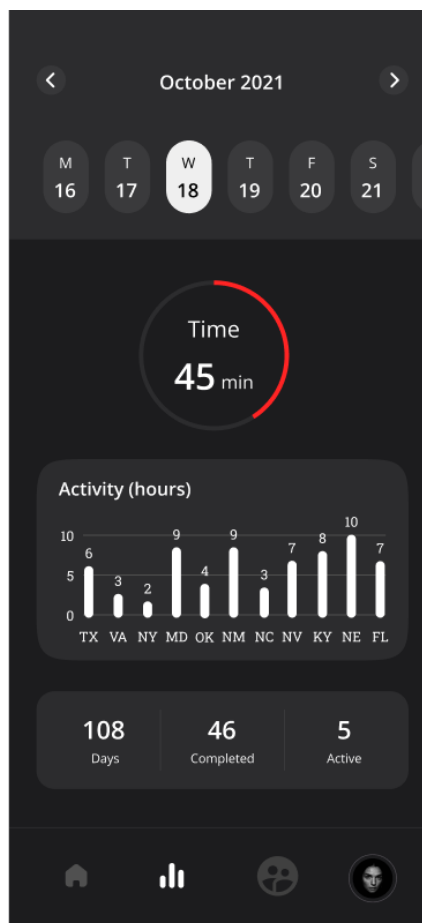 October 2021
M T W T F S
16 17 18 19 20 21
Time
45 min
Activity (hours)
10
5
0
6 3 2 9 4 9 3 7 8 10 7
TX VA NY MD OK NM NC NV KY NE FL
108 46 5
Days Completed Active